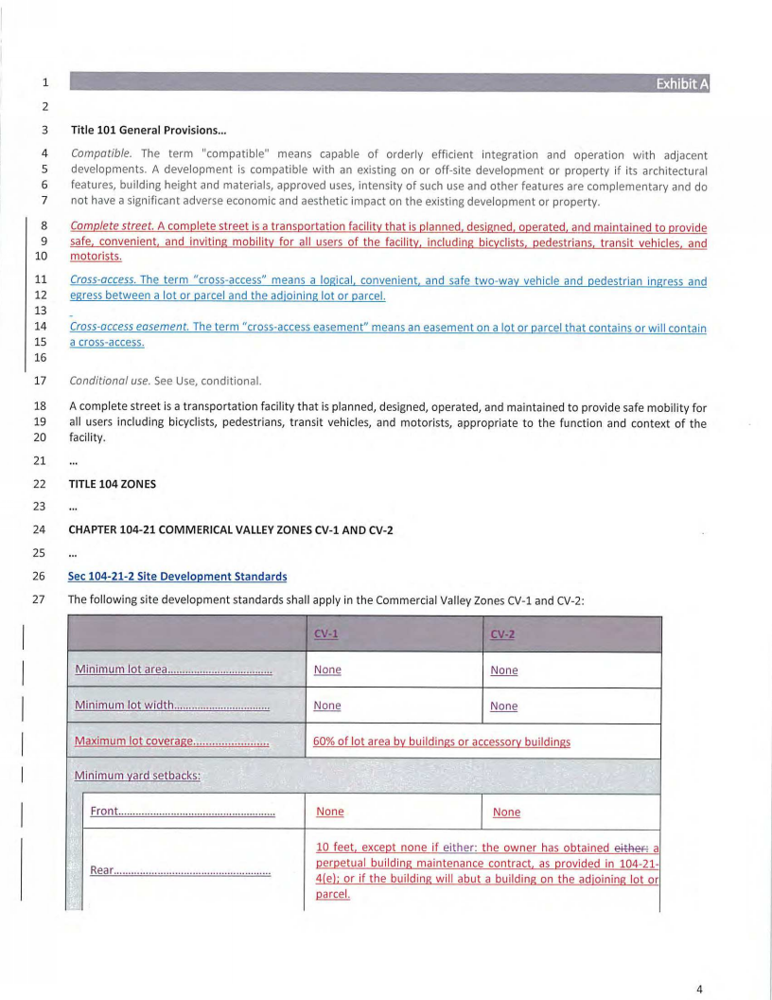 1 Exhibit A
2
3 Title 101 General Provisions...
4 Compatible. The term "compatible" means capable of orderly efficient integration and operation with adjacent
5 developments. A development is compatible with an existing on or off-site development or property if its architectural
6 features, building height and materials, approved uses, intensity of such use and other features are complementary and do
7 not have a significant adverse economic and aesthetic impact on the existing development or property.
8 Complete street. A complete street is a transportation facility that is planned, designed, operated, and maintained to provide
9 safe, convenient, and inviting mobility for all users of the facility, including bicyclists, pedestrians, transit vehicles, and
10 motorists.
11 Cross-access. The term "cross-access" means a logical, convenient, and safe two-way vehicle and pedestrian ingress and
12 egress between a lot or parcel and the adjoining lot or parcel.
13
14 Cross-access easement. The term "cross-access easement" means an easement on a lot or parcel that contains or will contain
15 a cross-access.
16
17 Conditional use. See Use, conditional.
18 A complete street is a transportation facility that is planned, designed, operated, and maintained to provide safe mobility for
19 all users including bicyclists, pedestrians, transit vehicles, and motorists, appropriate to the function and context of the
20 facility.
21 ...
22 TITLE 104 ZONES
23 ...
24 CHAPTER 104-21 COMMERICAL VALLEY ZONES CV-1 AND CV-2
25 ...
26 Sec 104-21-2 Site Development Standards
27 The following site development standards shall apply in the Commercial Valley Zones CV-1 and CV-2:
CV-1 CV-2
Minimum lot area.................................... None None
Minimum lot width................................. None None
Maximum lot coverage........................ 60% of lot area by buildings or accessory buildings
Minimum yard setbacks:
Front...................................................... None None
Rear...................................................... 10 feet, except none if either: the owner has obtained either: a
perpetual building maintenance contract, as provided in 104-21-
4(e); or if the building will abut a building on the adjoining lot or
parcel.
4